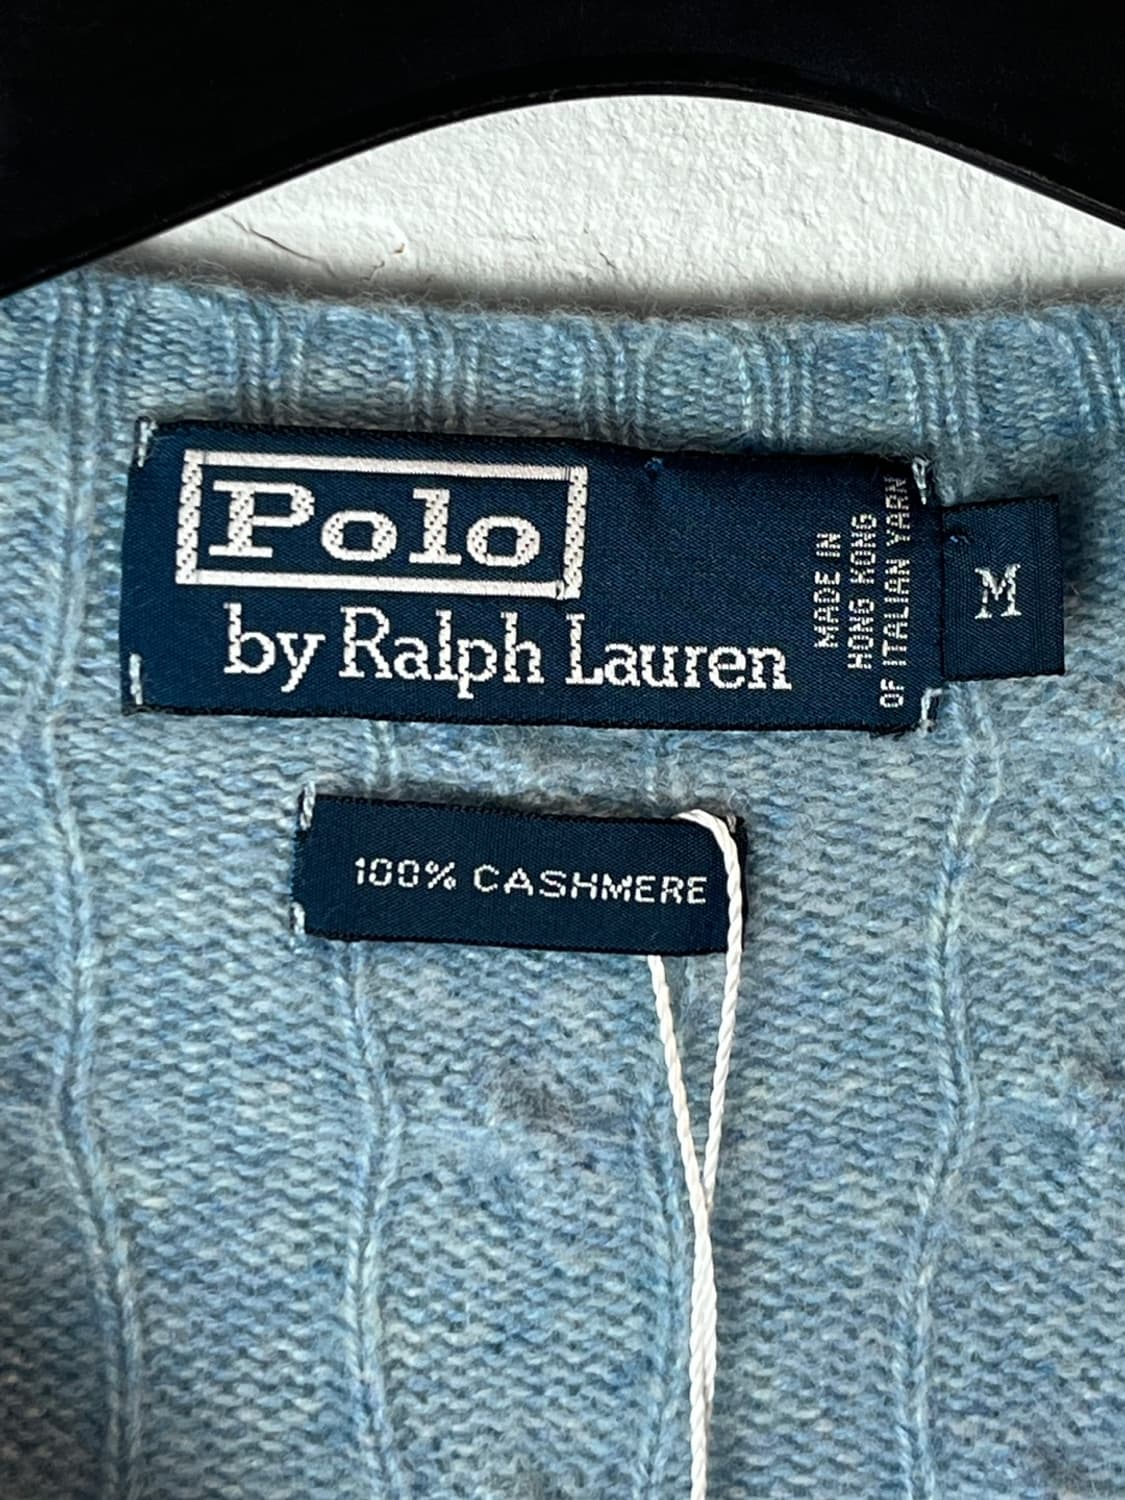 Polo
by Ralph Lauren
MADE IN
HONG KONG
OF ITALIAN YARN
M
100% CASHMERE